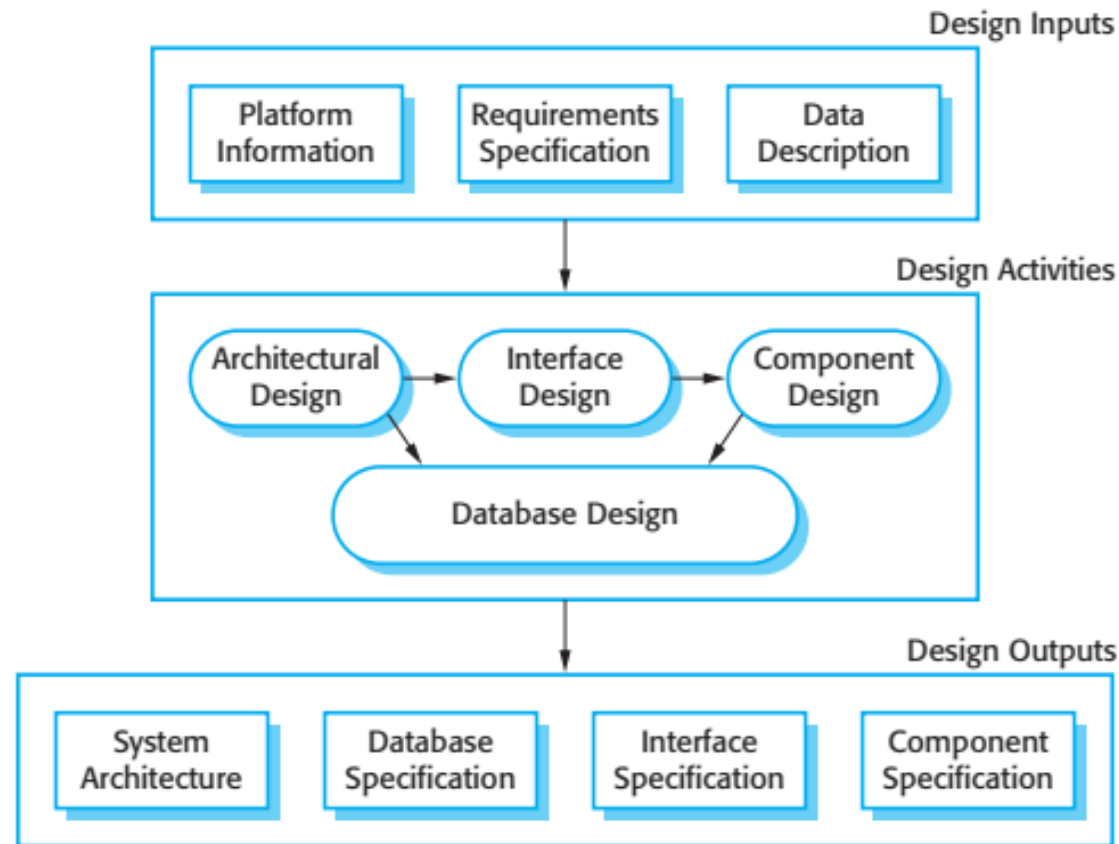 Design Inputs
Platform
Information
Requirements
Specification
Data
Description
Design Activities
Architectural
Design
Interface
Design
Component
Design
Database Design
Design Outputs
System
Architecture
Database
Specification
Interface
Specification
Component
Specification